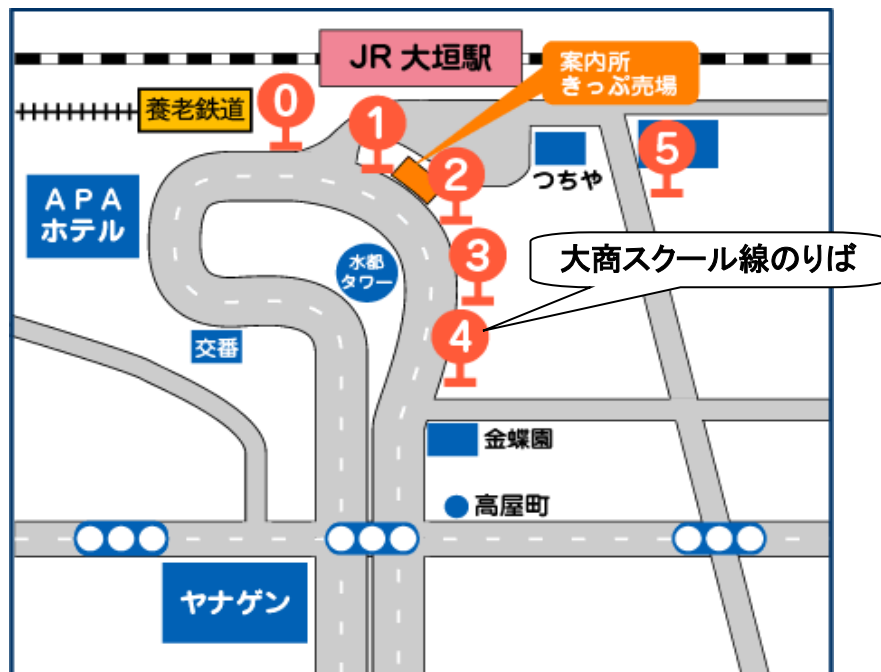 JR 大垣駅
案内所
きっぷ売場
養老鉄道
0
1
2
5
つちや
APA
ホテル
水都
タワー
3
大商スクール線のりば
4
交番
金蝶園
高屋町
ヤナゲン